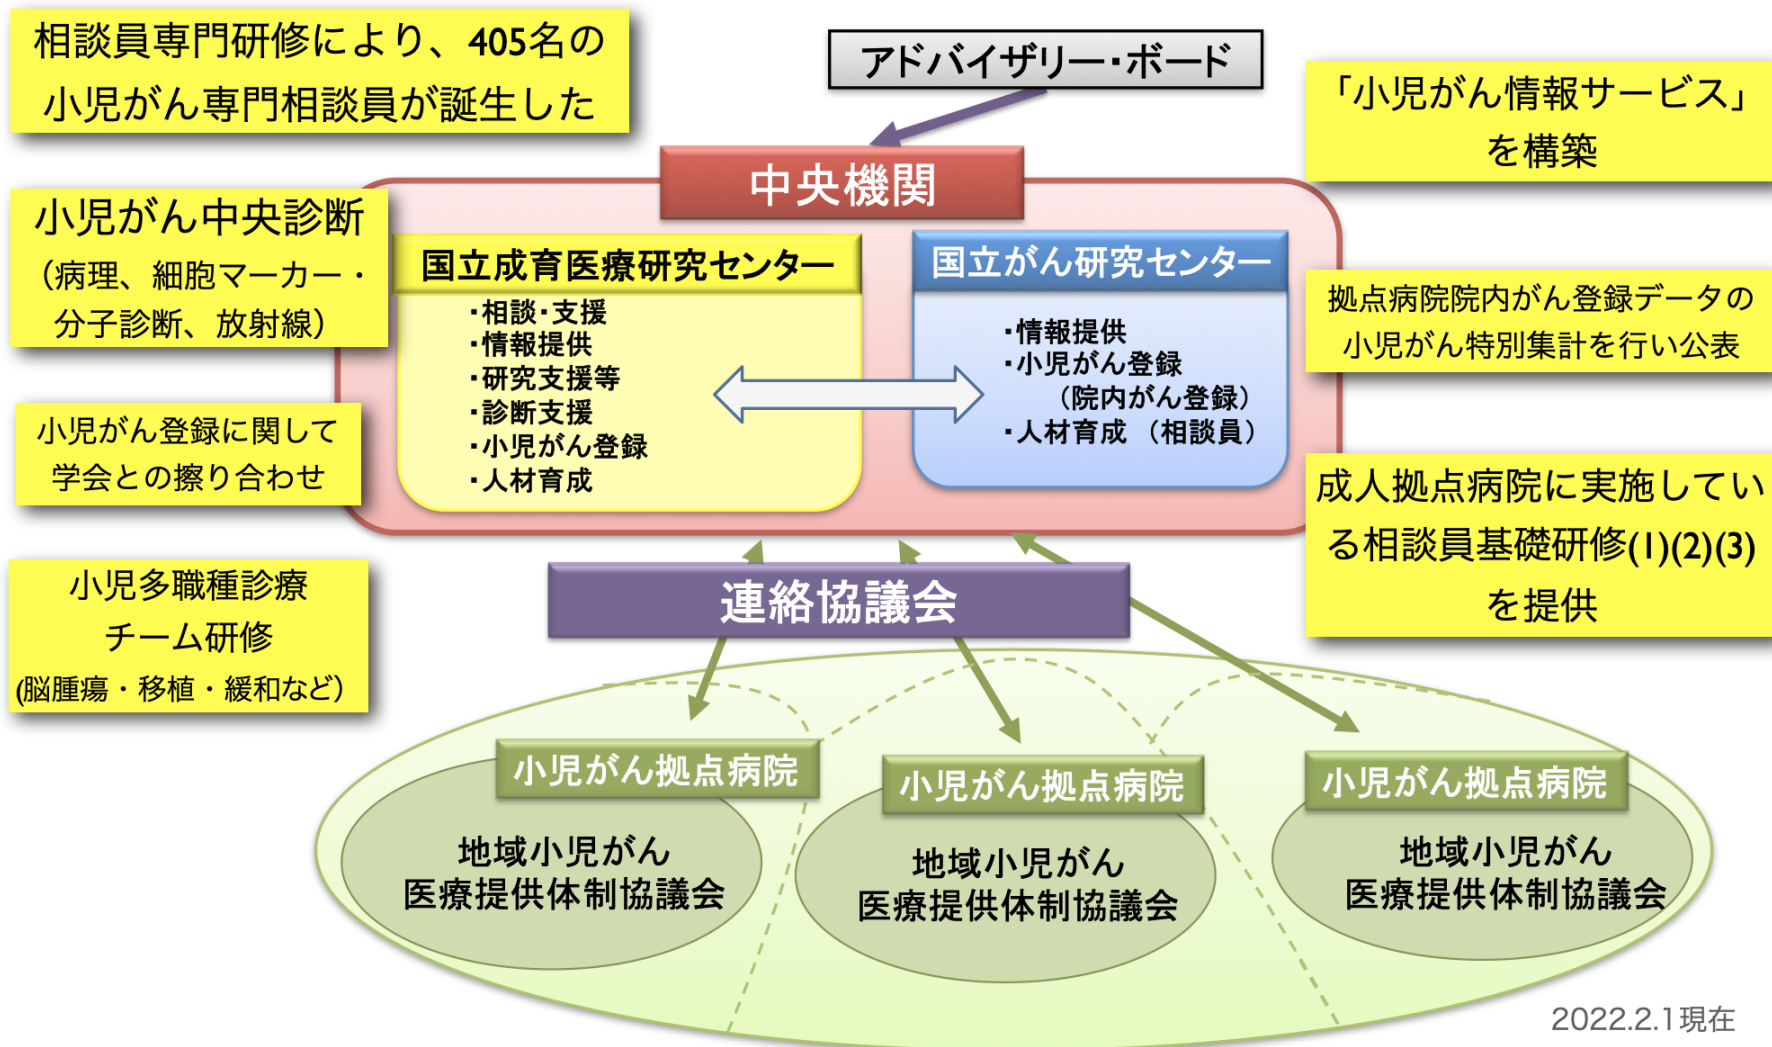 相談員専門研修により、405名の
小児がん専門相談員が誕生した
アドバイザリー・ボード
「小児がん情報サービス」
を構築
中央機関
小児がん中央診断
（病理、細胞マーカー・
分子診断、放射線）
国立成育医療研究センター
・相談・支援
・情報提供
・研究支援等
・診断支援
・小児がん登録
・人材育成
国立がん研究センター
・情報提供
・小児がん登録
（院内がん登録）
・人材育成（相談員）
拠点病院院内がん登録データの
小児がん特別集計を行い公表
小児がん登録に関して
学会との擦り合わせ
成人拠点病院に実施してい
る相談員基礎研修(1)(2)(3)
を提供
小児多職種診療
チーム研修
(脳腫瘍・移植・緩和など）
連絡協議会
小児がん拠点病院
地域小児がん
医療提供体制協議会
小児がん拠点病院
地域小児がん
医療提供体制協議会
小児がん拠点病院
地域小児がん
医療提供体制協議会
2022.2.1現在